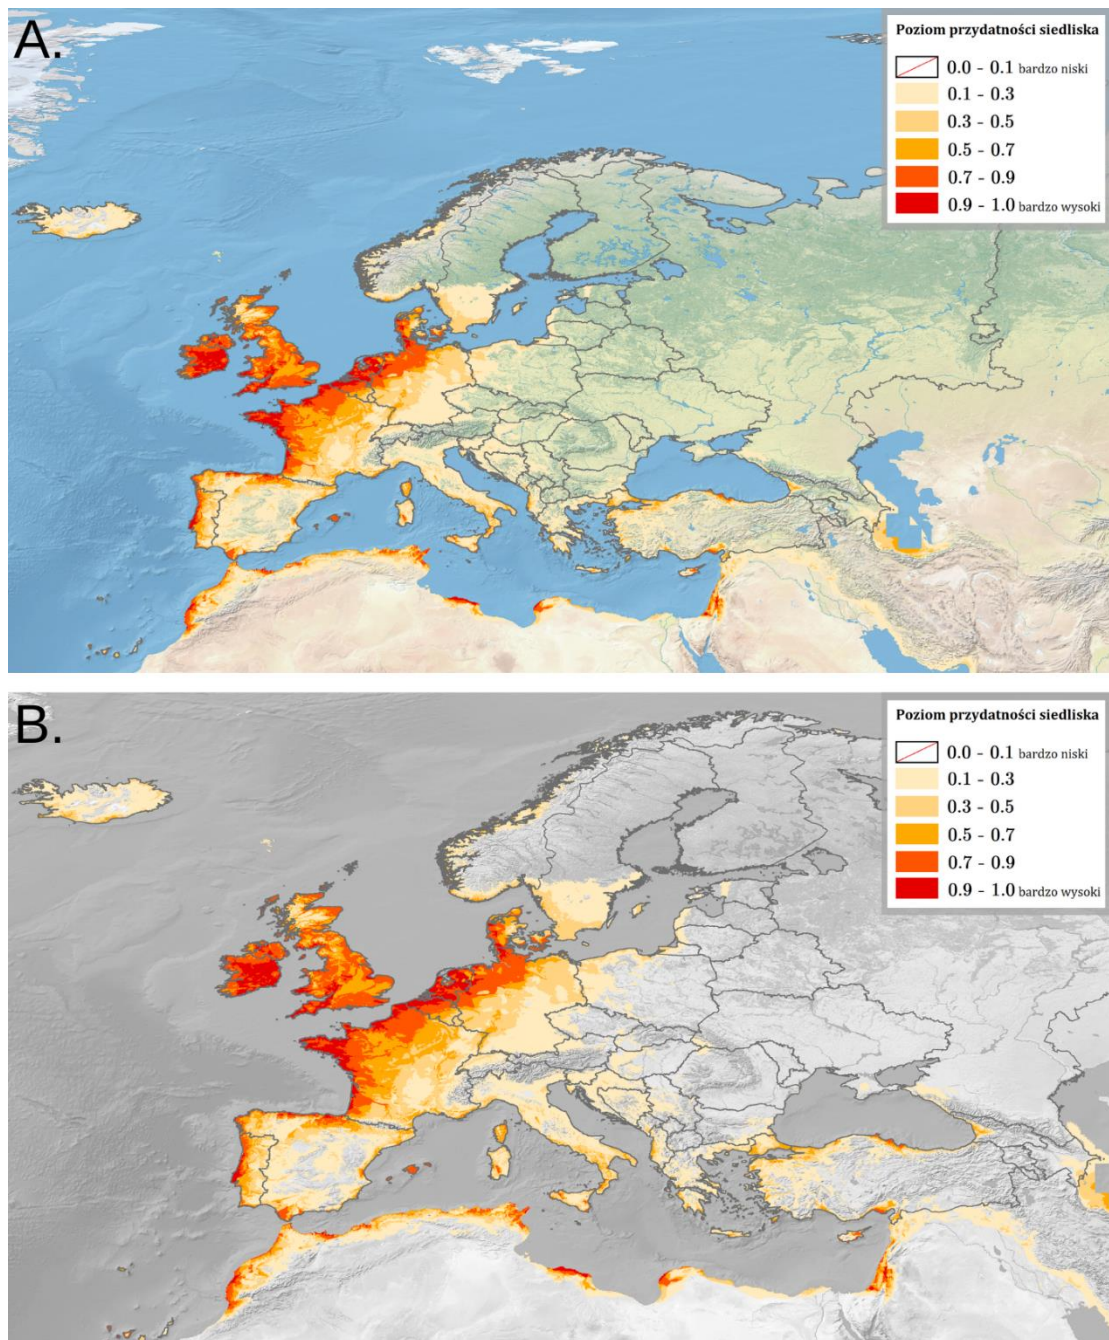 A.
Poziom przydatności siedliska
0.0 - 0.1 bardzo niski
0.1 - 0.3
0.3 - 0.5
0.5 - 0.7
0.7 - 0.9
0.9 - 1.0 bardzo wysoki
B.
Poziom przydatności siedliska
0.0 - 0.1 bardzo niski
0.1 - 0.3
0.3 - 0.5
0.5 - 0.7
0.7 - 0.9
0.9 - 1.0 bardzo wysoki